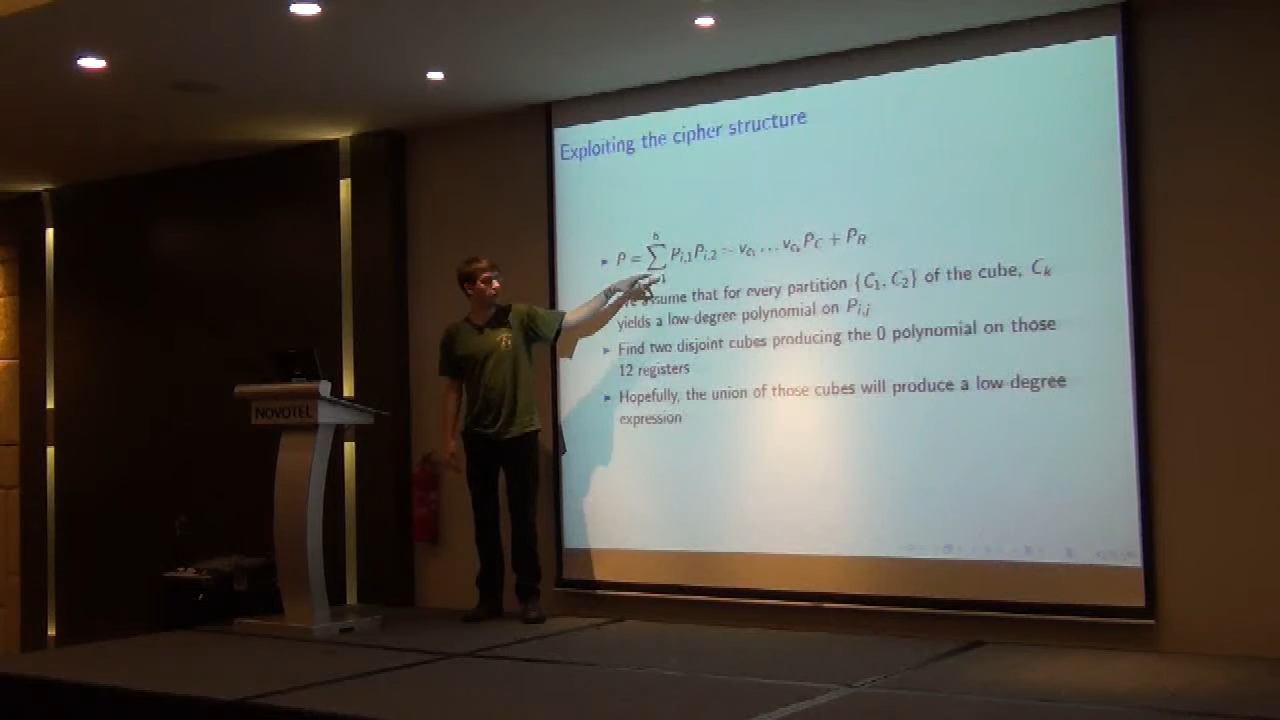 Exploiting the cipher structure
6
P = ∑ P_{i,1}P_{i,2} = v_{c_1} … v_{c_k} P_C + P_R
assume that for every partition {C_1, C_2} of the cube, C_k
yields a low-degree polynomial on P_{i,j}
Find two disjoint cubes producing the 0 polynomial on those
12 registers
Hopefully, the union of those cubes will produce a low degree
expression
NOVOTEL